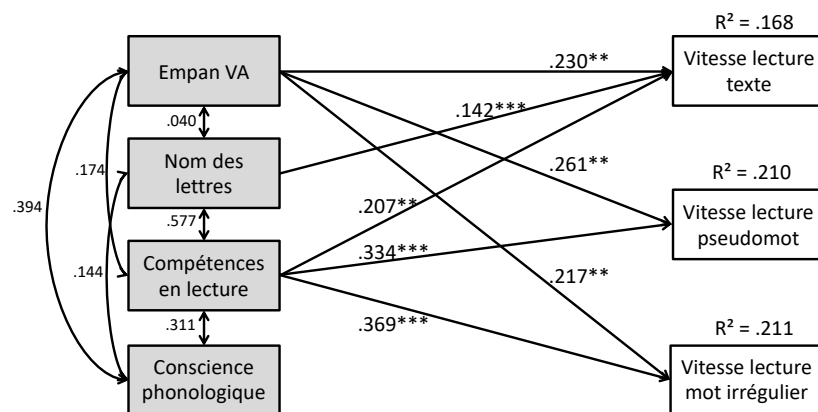 R² = .168
Empan VA
.230**
Vitesse lecture
texte
.040
.142***
Nom des
lettres
.174
.261**
R² = .210
.394
.577
.207**
Vitesse lecture
pseudomot
.334***
Compétences
en lecture
.144
.217**
.311
.369***
R² = .211
Conscience
phonologique
Vitesse lecture
mot irrégulier